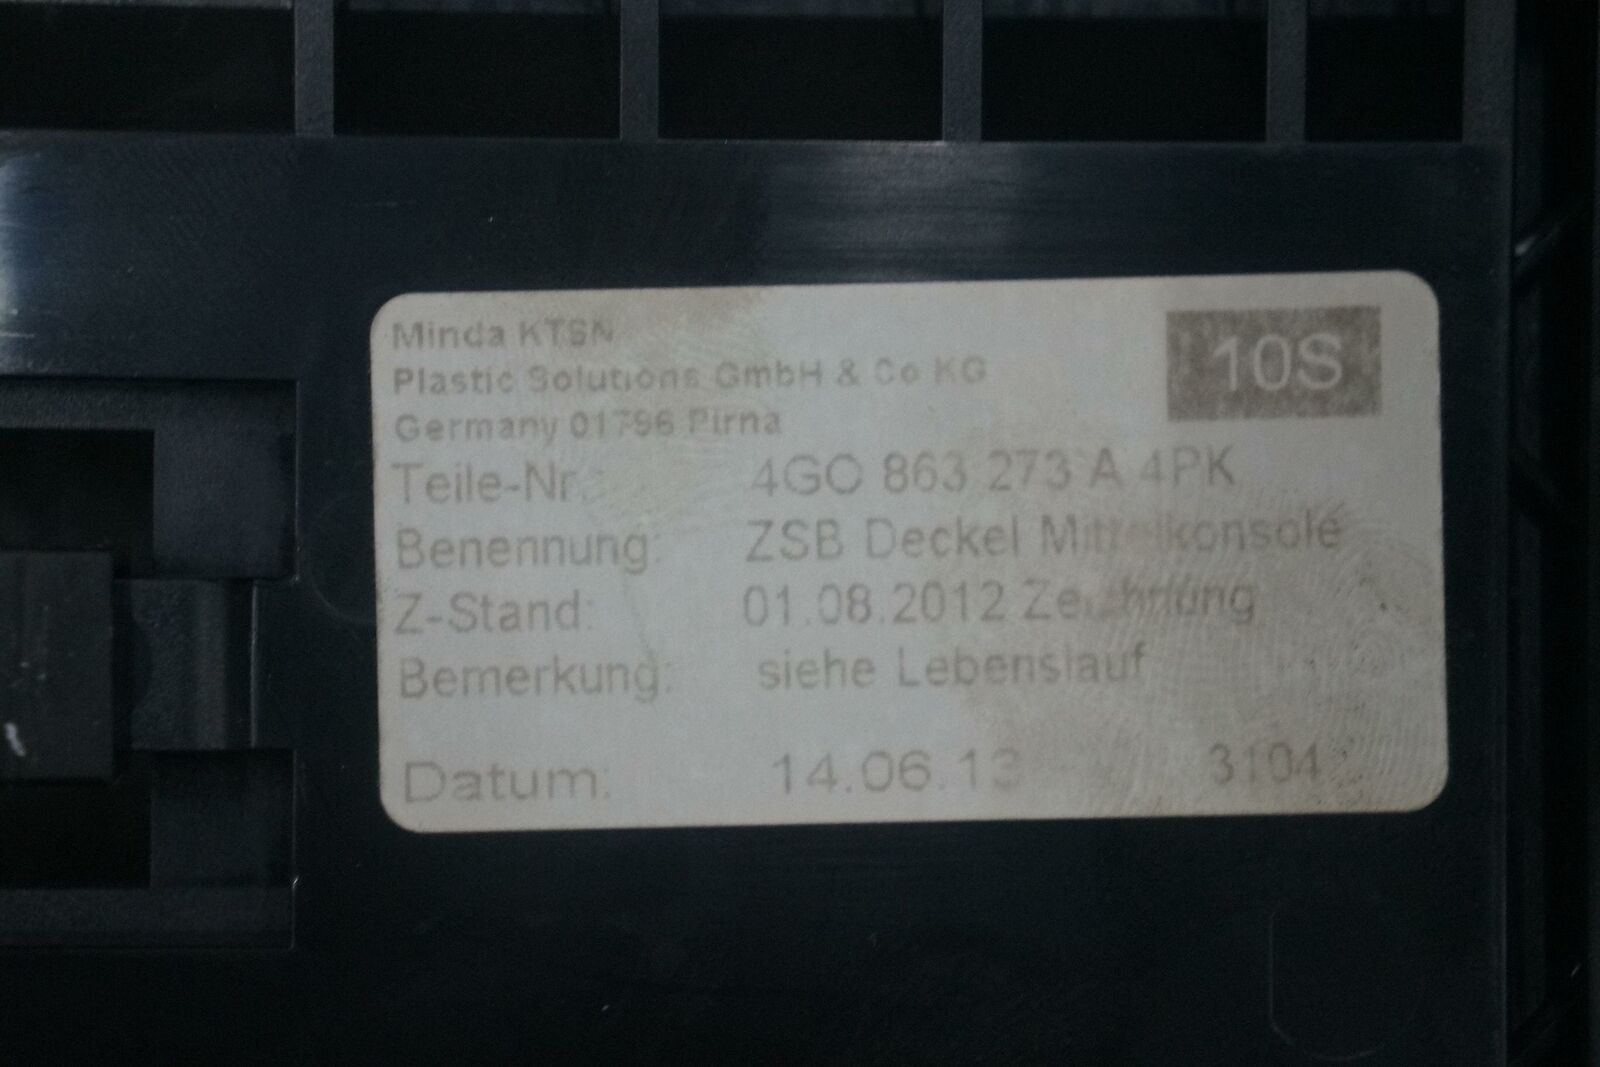 Minda KTSN
Plastic Solutions GmbH & Co KG
Germany 01796 Pirna
10S
Teile-Nr.: 4GO 863 273 A 4PK
Benennung: ZSB Deckel Mittelkonsole
Z-Stand: 01.08.2012 Zeichnung
Bemerkung: siehe Lebenslauf
Datum: 14.06.13 3104